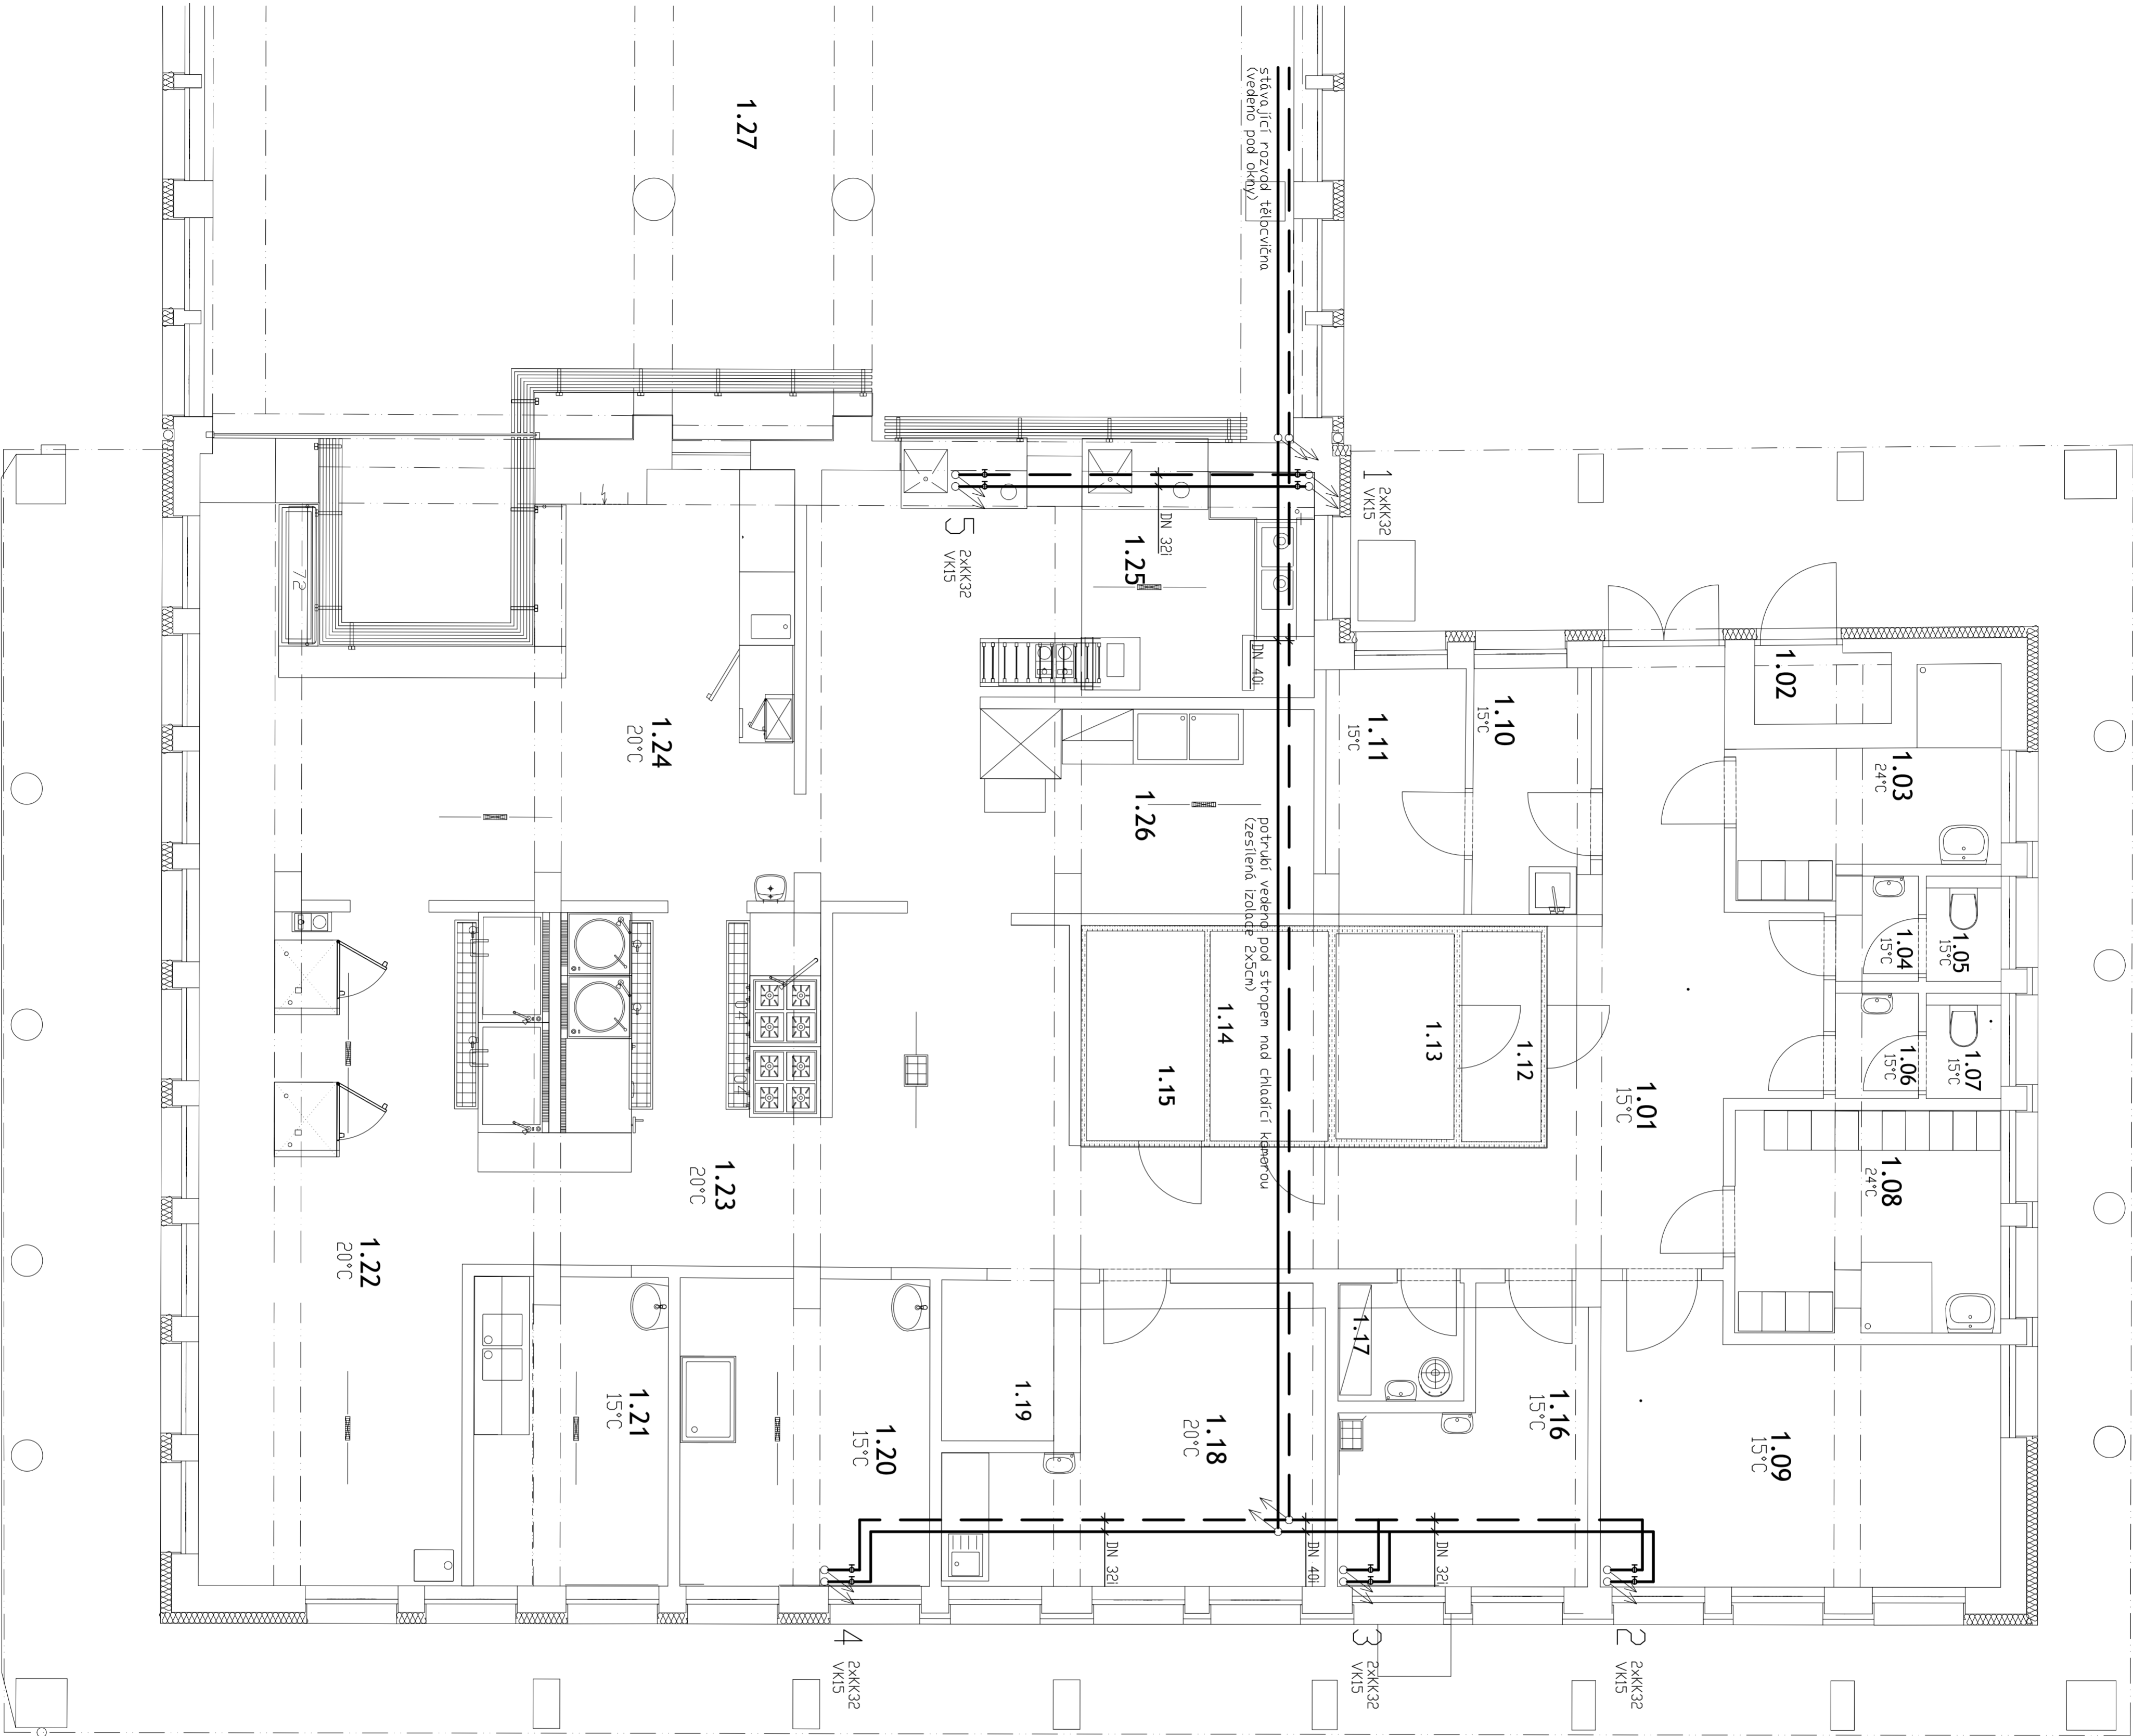 1.27
stávající rozvod tělocvična
(vedeno pod okny)
1
2xKK32
VK15
5
2xKK32
VK15
DN 32i
1.25
DN 40i
72
1.02
1.03
24°C
1.10
15°C
1.11
15°C
1.24
20°C
1.26
potrubí vedeno pod stropem nad chladící komorou
(zesílená izolace 2x5cm)
1.04
15°C
1.05
15°C
1.06
15°C
1.07
15°C
1.01
15°C
1.12
1.13
1.14
1.15
04
04
1.08
24°C
1.23
20°C
1.22
20°C
1.21
15°C
1.20
15°C
1.19
1.18
20°C
1.17
1.16
15°C
1.09
15°C
DN 32i
DN 40i
DN 32i
4
2xKK32
VK15
3
2xKK32
VK15
2
2xKK32
VK15